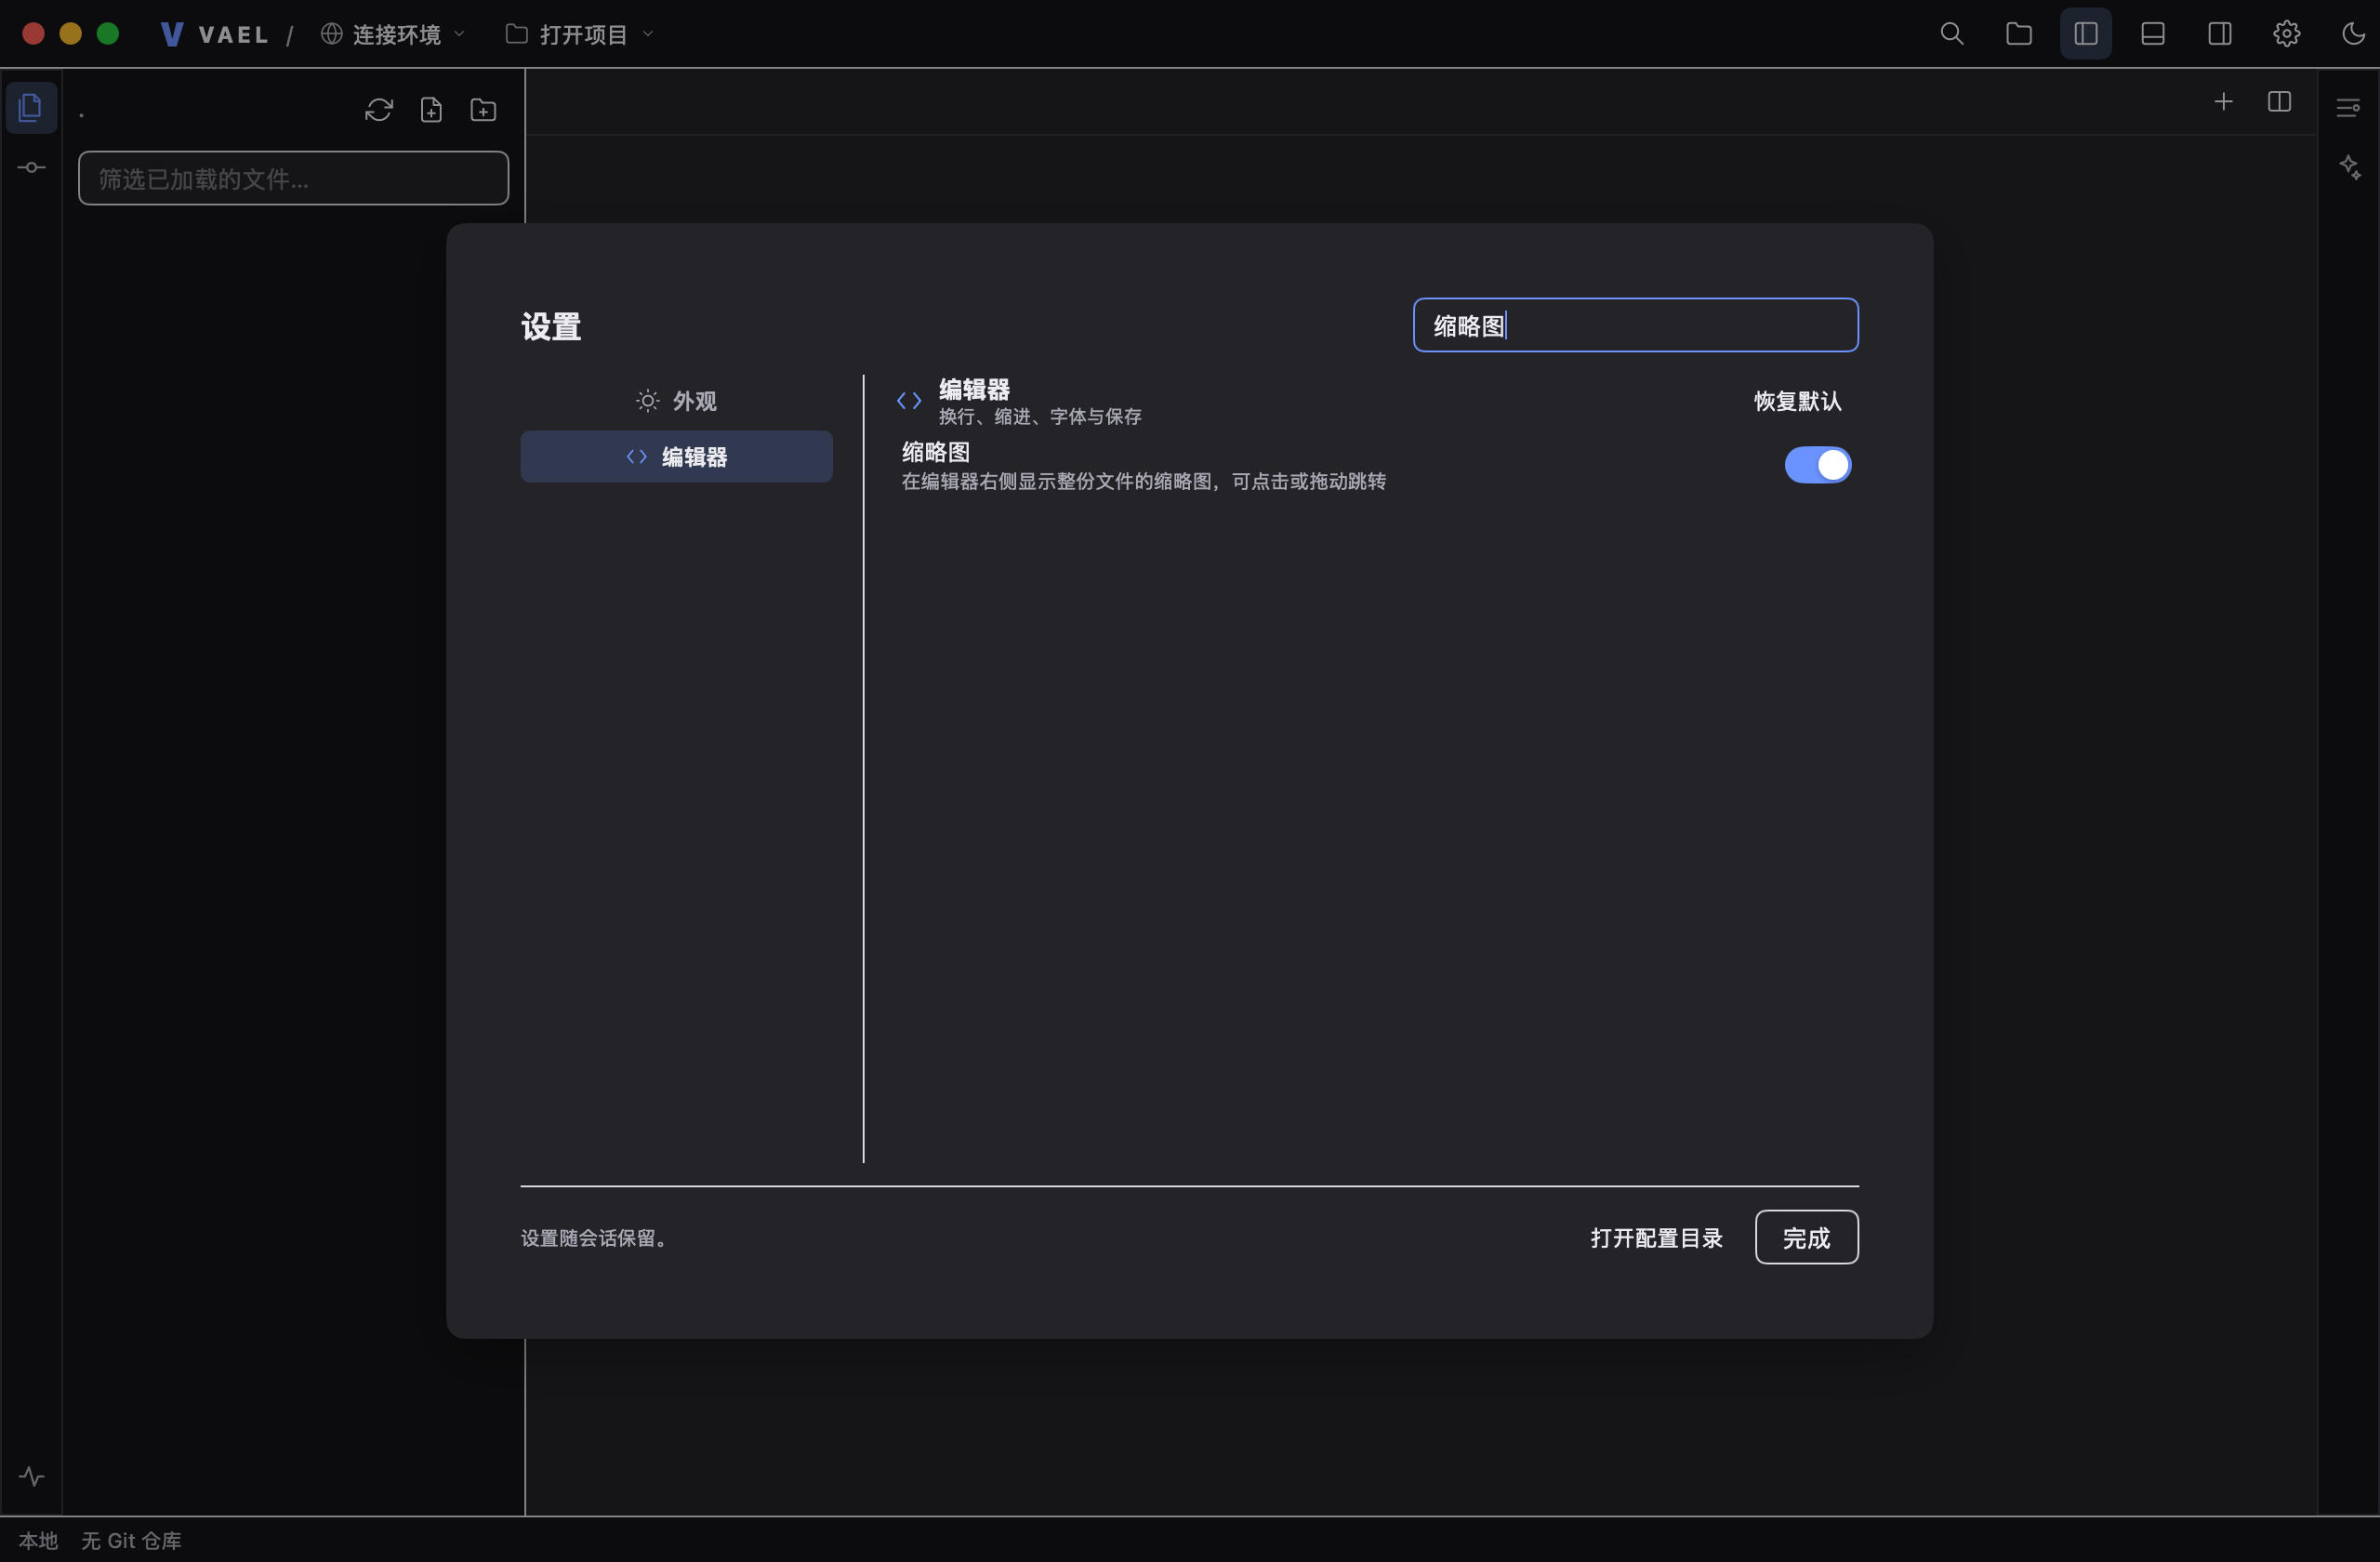 VAEL / 连接环境 打开项目
.
筛选已加载的文件...
设置
缩略图
外观
编辑器
编辑器
换行、缩进、字体与保存
恢复默认
缩略图
在编辑器右侧显示整份文件的缩略图，可点击或拖动跳转
设置随会话保留。
打开配置目录
完成
本地 无 Git 仓库